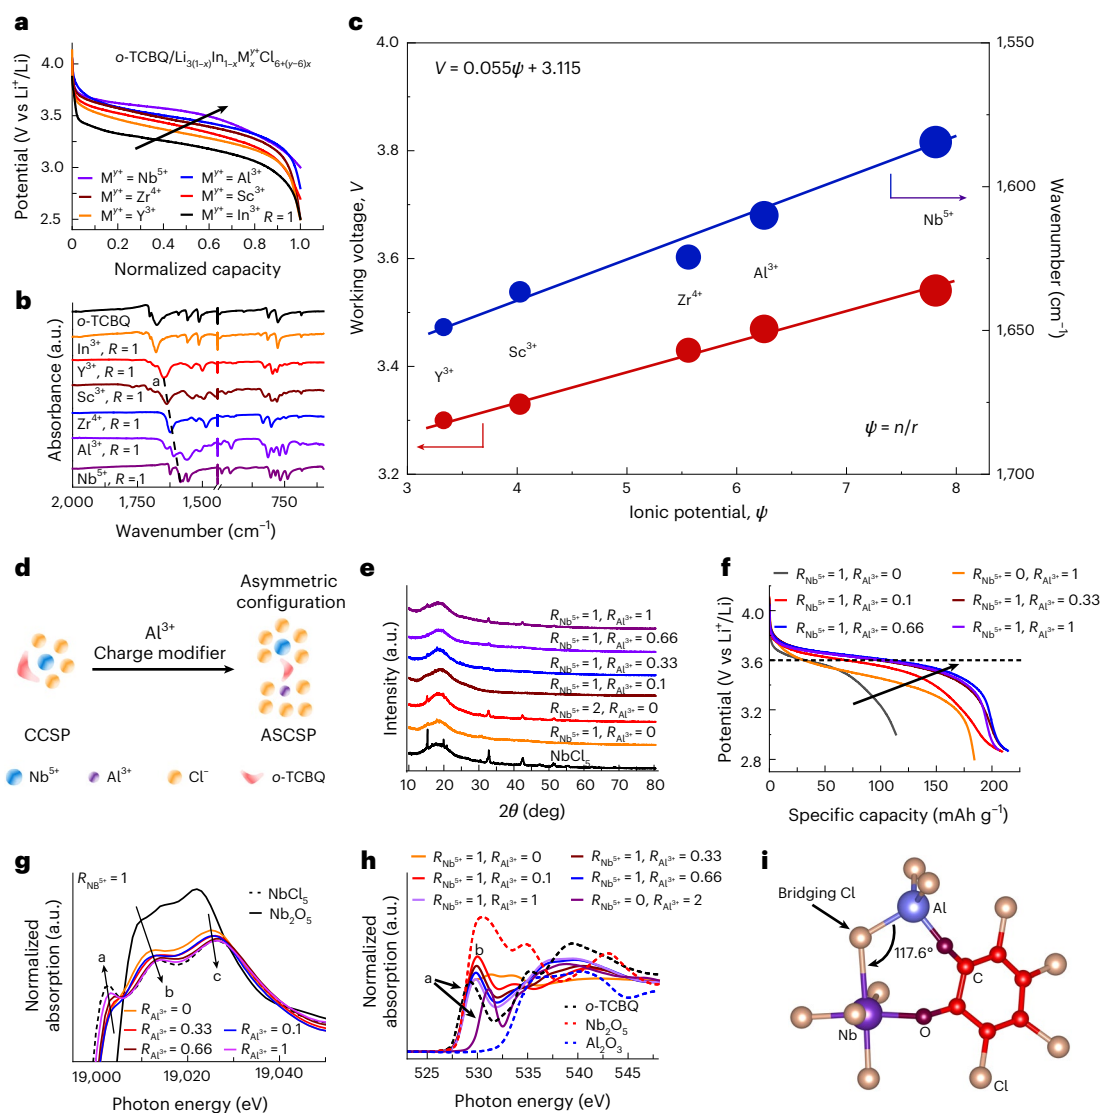 a
o-TCBQ/Li3(1−x)In1−xMxy+Cl6+(y−6)x
Potential (V vs Li+/Li)
4.0
3.5
3.0
2.5
My+ = Nb5+
My+ = Al3+
My+ = Zr4+
My+ = Sc3+
My+ = Y3+
My+ = In3+ R = 1
0
0.2
0.4
0.6
0.8
1.0
Normalized capacity
b
Absorbance (a.u.)
o-TCBQ
In3+, R = 1
Y3+, R = 1
a
Sc3+, R = 1
Zr4+, R = 1
Al3+, R = 1
Nb5+, R = 1
2,000
1,750
1,500
750
Wavenumber (cm−1)
c
V = 0.055ψ + 3.115
Working voltage, V
4.0
3.8
3.6
3.4
3.2
1,550
1,600
1,650
1,700
Wavenumber (cm−1)
Nb5+
Al3+
Zr4+
Sc3+
Y3+
ψ = n/r
3
4
5
6
7
8
Ionic potential, ψ
d
Asymmetric
configuration
Al3+
Charge modifier
CCSP
ASCSP
Nb5+
Al3+
Cl−
o-TCBQ
e
Intensity (a.u.)
RNb5+ = 1, RAl3+ = 1
RNb5+ = 1, RAl3+ = 0.66
RNb5+ = 1, RAl3+ = 0.33
RNb5+ = 1, RAl3+ = 0.1
RNb5+ = 2, RAl3+ = 0
RNb5+ = 1, RAl3+ = 0
NbCl5
10
20
30
40
50
60
70
80
2θ (deg)
f
RNb5+ = 1, RAl3+ = 0
RNb5+ = 0, RAl3+ = 1
RNb5+ = 1, RAl3+ = 0.1
RNb5+ = 1, RAl3+ = 0.33
RNb5+ = 1, RAl3+ = 0.66
RNb5+ = 1, RAl3+ = 1
Potential (V vs Li+/Li)
4.0
3.6
3.2
2.8
0
50
100
150
200
Specific capacity (mAh g−1)
g
RNB5+ = 1
NbCl5
Nb2O5
Normalized
absorption (a.u.)
a
b
c
RAl3+ = 0
RAl3+ = 0.33
RAl3+ = 0.1
RAl3+ = 0.66
RAl3+ = 1
19,000
19,020
19,040
Photon energy (eV)
h
RNb5+ = 1, RAl3+ = 0
RNb5+ = 1, RAl3+ = 0.33
RNb5+ = 1, RAl3+ = 0.1
RNb5+ = 1, RAl3+ = 0.66
RNb5+ = 1, RAl3+ = 1
RNb5+ = 0, RAl3+ = 2
Normalized
absorption (a.u.)
a
b
o-TCBQ
Nb2O5
Al2O3
525
530
535
540
545
Photon energy (eV)
i
Bridging Cl
Al
117.6°
C
Nb
O
Cl